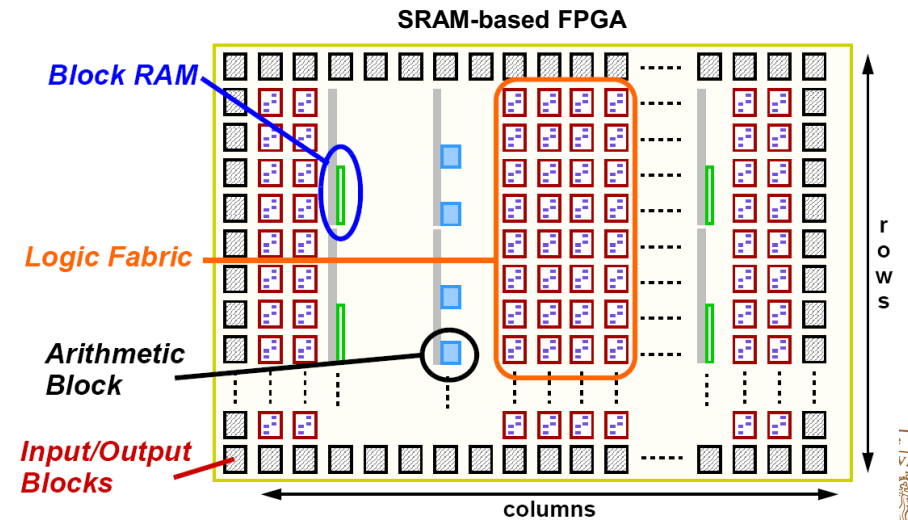 SRAM-based FPGA
Block RAM
Logic Fabric
Arithmetic
Block
Input/Output
Blocks
rows
columns